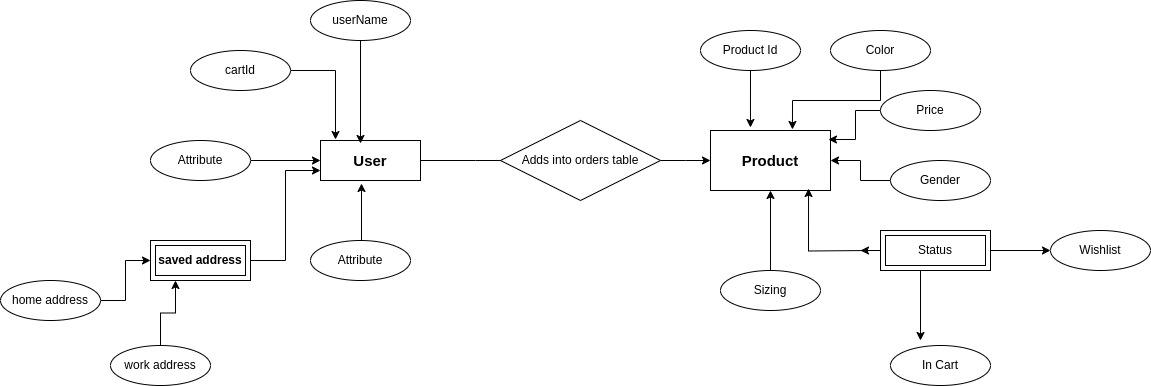 userName
cartId
Product Id
Color
Price
Attribute
User
Adds into orders table
Product
Gender
saved address
Attribute
Status
Wishlist
home address
Sizing
work address
In Cart